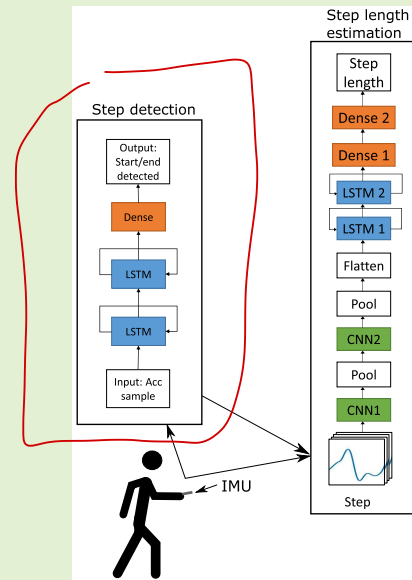 Step detection
Output:
Start/end
detected
Dense
LSTM
LSTM
Input: Acc
sample
IMU
Step length
estimation
Step
length
Dense 2
Dense 1
LSTM 2
LSTM 1
Flatten
Pool
CNN2
Pool
CNN1
Step